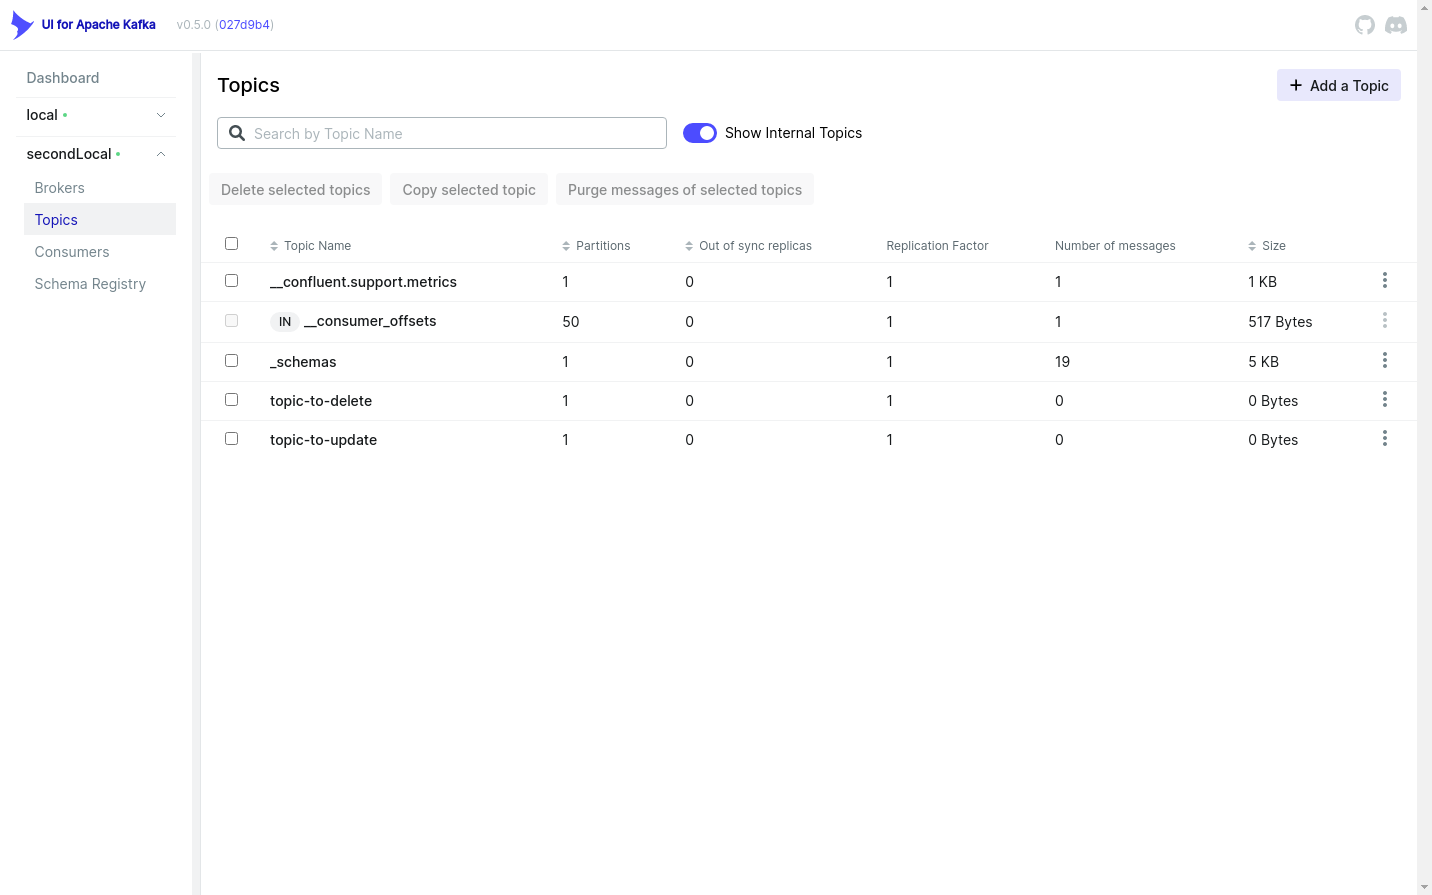 UI for Apache Kafka v0.5.0 (027d9b4)
Dashboard
local
secondLocal
Brokers
Topics
Consumers
Schema Registry
Topics
Add a Topic
Search by Topic Name
Show Internal Topics
Delete selected topics Copy selected topic Purge messages of selected topics
Topic Name Partitions Out of sync replicas Replication Factor Number of messages Size
__confluent.support.metrics 1 0 1 1 1 KB
IN __consumer_offsets 50 0 1 1 517 Bytes
_schemas 1 0 1 19 5 KB
topic-to-delete 1 0 1 0 0 Bytes
topic-to-update 1 0 1 0 0 Bytes